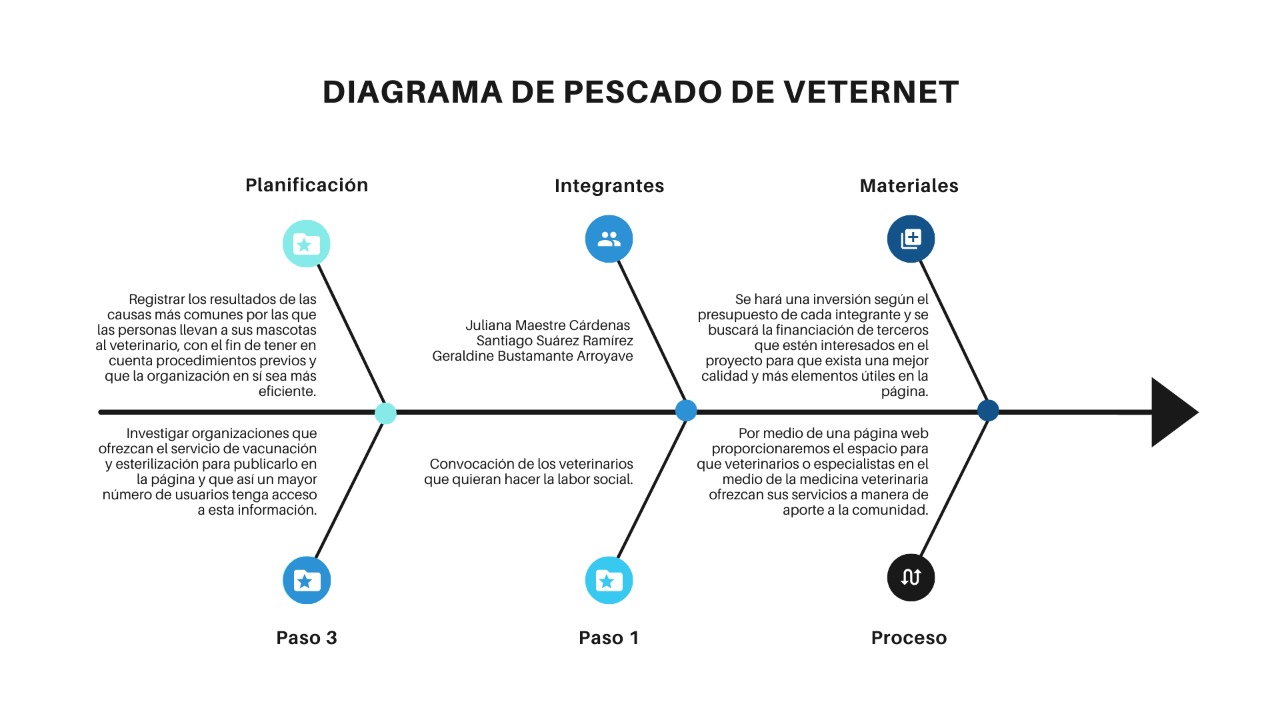 DIAGRAMA DE PESCADO DE VETERNET
Planificación
Integrantes
Materiales
Registrar los resultados de las
causas más comunes por las que
las personas llevan a sus mascotas
al veterinario, con el fin de tener en
cuenta procedimientos previos y
que la organización en sí sea más
eficiente.
Juliana Maestre Cárdenas
Santiago Suárez Ramírez
Geraldine Bustamante Arroyave
Se hará una inversión según el
presupuesto de cada integrante y se
buscará la financiación de terceros
que estén interesados en el
proyecto para que exista una mejor
calidad y más elementos útiles en la
página.
Investigar organizaciones que
ofrezcan el servicio de vacunación
y esterilización para publicarlo en
la página y que así un mayor
número de usuarios tenga acceso
a esta información.
Convocación de los veterinarios
que quieran hacer la labor social.
Por medio de una página web
proporcionaremos el espacio para
que veterinarios o especialistas en el
medio de la medicina veterinaria
ofrezcan sus servicios a manera de
aporte a la comunidad.
Paso 3
Paso 1
Proceso